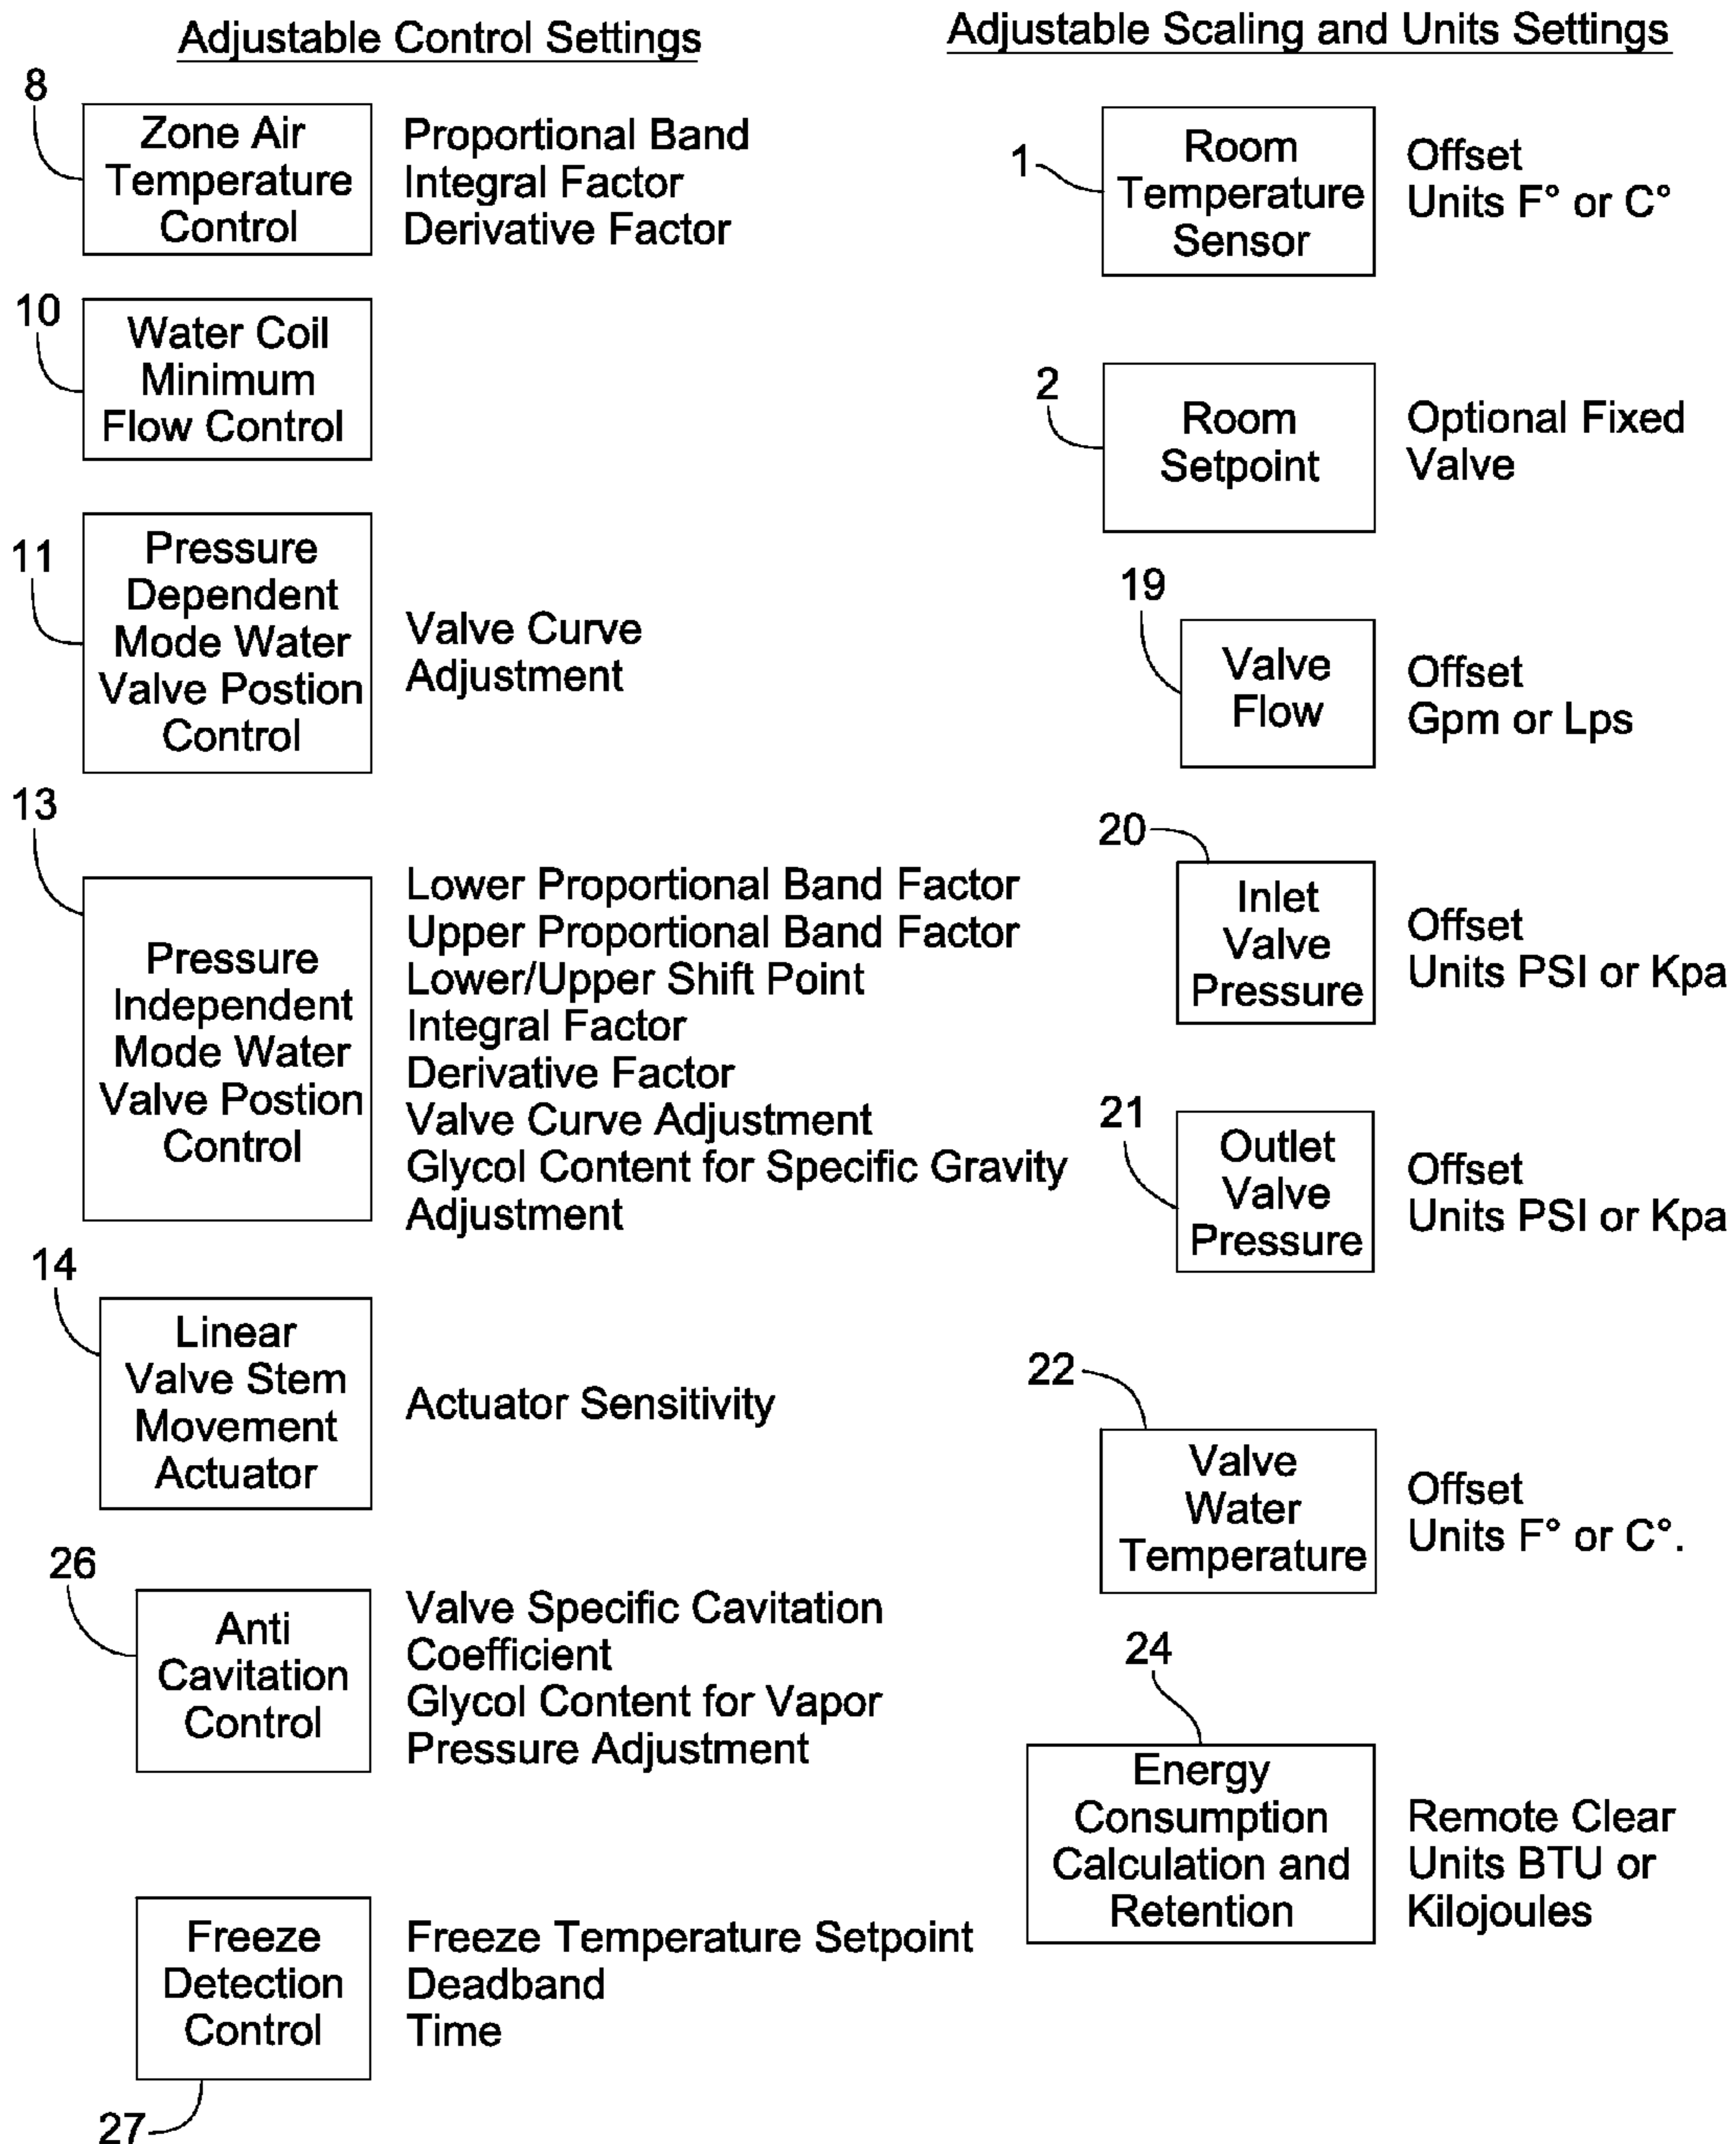 Adjustable Control Settings
8
Zone Air
Temperature
Control
Proportional Band
Integral Factor
Derivative Factor
10
Water Coil
Minimum
Flow Control
11
Pressure
Dependent
Mode Water
Valve Postion
Control
Valve Curve
Adjustment
13
Pressure
Independent
Mode Water
Valve Postion
Control
Lower Proportional Band Factor
Upper Proportional Band Factor
Lower/Upper Shift Point
Integral Factor
Derivative Factor
Valve Curve Adjustment
Glycol Content for Specific Gravity
Adjustment
14
Linear
Valve Stem
Movement
Actuator
Actuator Sensitivity
26
Anti
Cavitation
Control
Valve Specific Cavitation
Coefficient
Glycol Content for Vapor
Pressure Adjustment
Freeze
Detection
Control
27
Freeze Temperature Setpoint
Deadband
Time
Adjustable Scaling and Units Settings
1
Room
Temperature
Sensor
Offset
Units F° or C°
2
Room
Setpoint
Optional Fixed
Valve
19
Valve
Flow
Offset
Gpm or Lps
20
Inlet
Valve
Pressure
Offset
Units PSI or Kpa
21
Outlet
Valve
Pressure
Offset
Units PSI or Kpa
22
Valve
Water
Temperature
Offset
Units F° or C°.
24
Energy
Consumption
Calculation and
Retention
Remote Clear
Units BTU or
Kilojoules